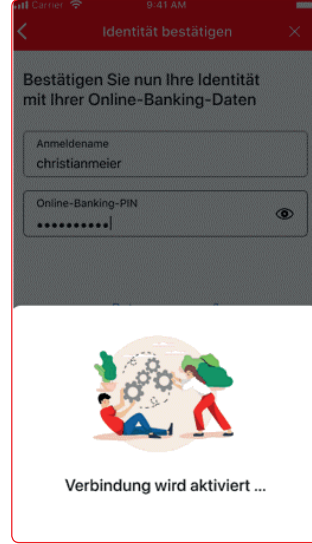 Carrier 9:41 AM
Identität bestätigen
Bestätigen Sie nun Ihre Identität
mit Ihrer Online-Banking-Daten
Anmeldename
christianmeier
Online-Banking-PIN
••••••••••
Verbindung wird aktiviert ...